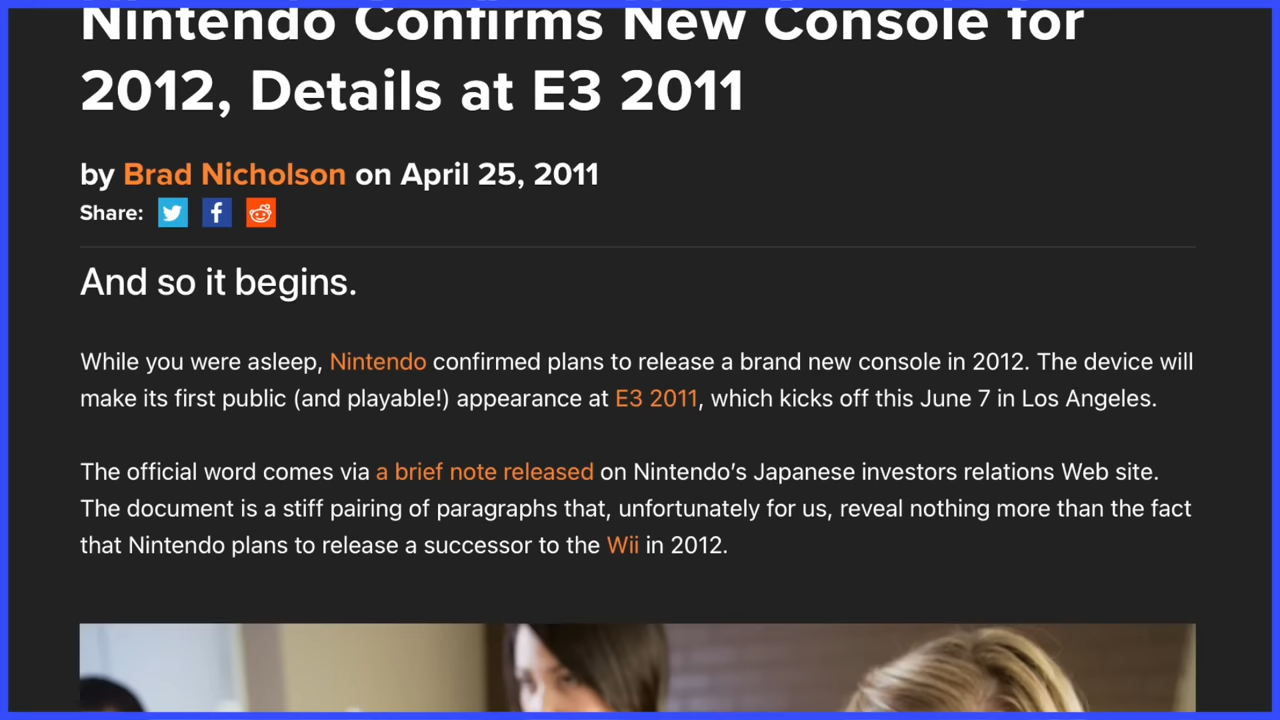 Nintendo Confirms New Console for
2012, Details at E3 2011
by Brad Nicholson on April 25, 2011
Share:
And so it begins.
While you were asleep, Nintendo confirmed plans to release a brand new console in 2012. The device will
make its first public (and playable!) appearance at E3 2011, which kicks off this June 7 in Los Angeles.
The official word comes via a brief note released on Nintendo’s Japanese investors relations Web site.
The document is a stiff pairing of paragraphs that, unfortunately for us, reveal nothing more than the fact
that Nintendo plans to release a successor to the Wii in 2012.